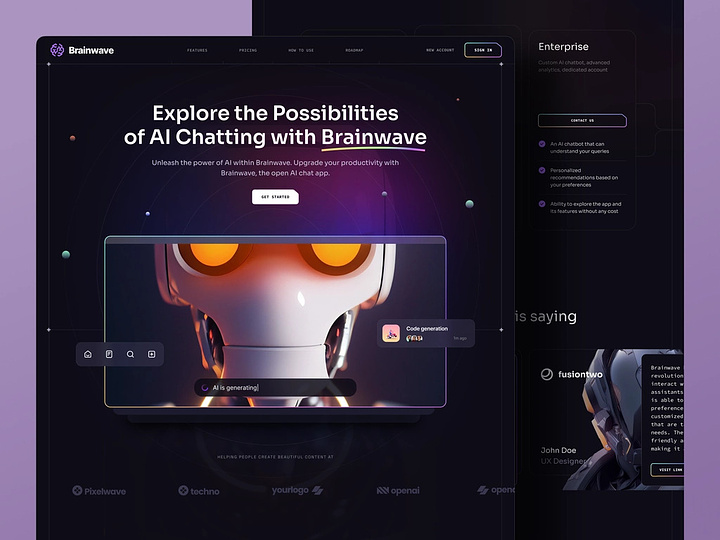 Brainwave
FEATURES
PRICING
HOW TO USE
ROADMAP
NEW ACCOUNT
SIGN IN
Explore the Possibilities
of AI Chatting with Brainwave
Unleash the power of AI within Brainwave. Upgrade your productivity with
Brainwave, the open AI chat app.
GET STARTED
Code generation
1m ago
AI is generating
HELPING PEOPLE CREATE BEAUTIFUL CONTENT AT
Pixelwave
techno
yourlogo
openai
opena
Enterprise
Custom AI chatbot, advanced
analytics, dedicated account
CONTACT US
An AI chatbot that can
understand your queries
Personalized
recommendations based on
your preferences
Ability to explore the app and
its features without any cost
is saying
fusiontwo
John Doe
UX Designer
Brainwave
revolution
interact w
assistants
is able to
preference
customized
that are t
needs. The
friendly a
making it
VISIT LINK